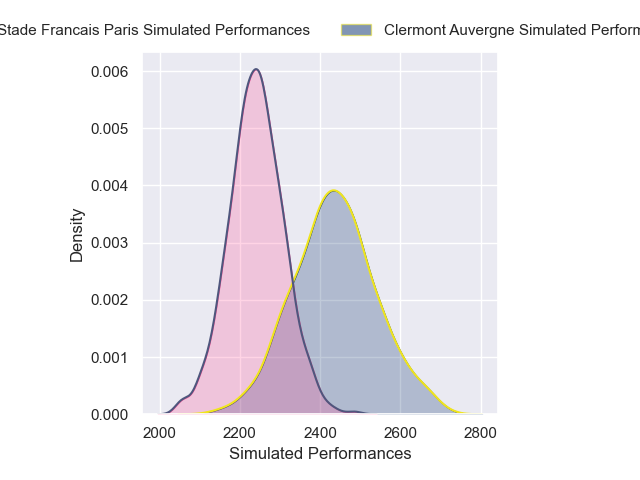 Stade Francais Paris Simulated Performances
Clermont Auvergne Simulated Perform
0.006
0.005
0.004
0.003
0.002
0.001
0.000
Density
2000 2200 2400 2600 2800
Simulated Performances